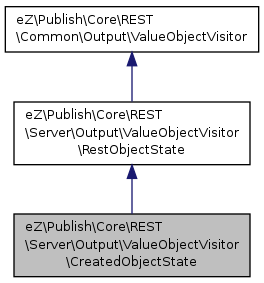 eZ\Publish\Core\REST
\Common\Output\ValueObjectVisitor
eZ\Publish\Core\REST
\Server\Output\ValueObjectVisitor
\RestObjectState
eZ\Publish\Core\REST
\Server\Output\ValueObjectVisitor
\CreatedObjectState